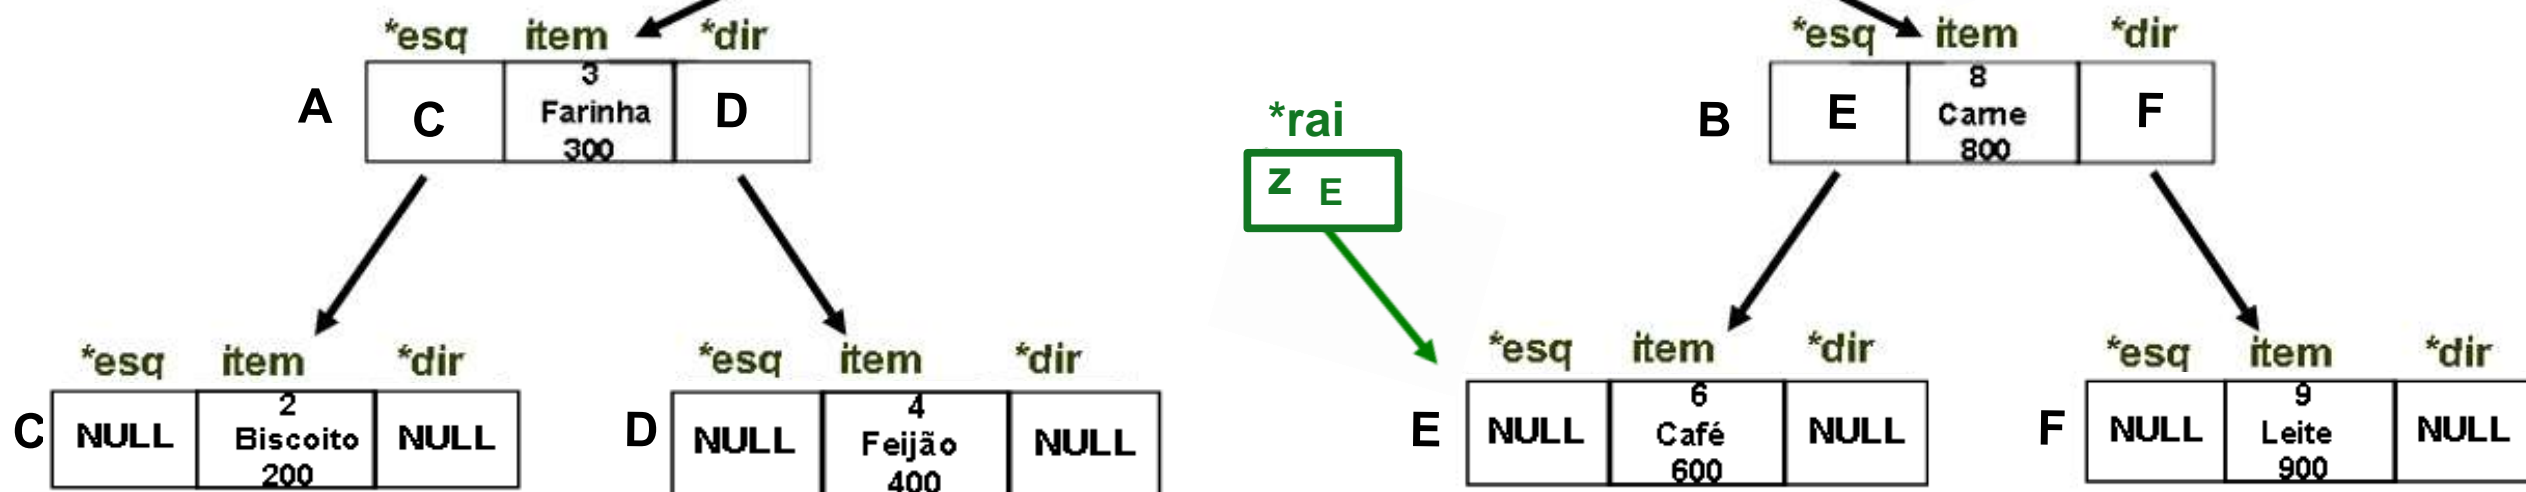 *esq item *dir
A C 3 D
Farinha
300
*esq item *dir
B E 8 F
Carne
800
*rai
z E
*esq item *dir
C NULL 2 NULL
Biscoito
200
*esq item *dir
D NULL 4 NULL
Feijão
400
*esq item *dir
E NULL 6 NULL
Café
600
*esq item *dir
F NULL 9 NULL
Leite
900